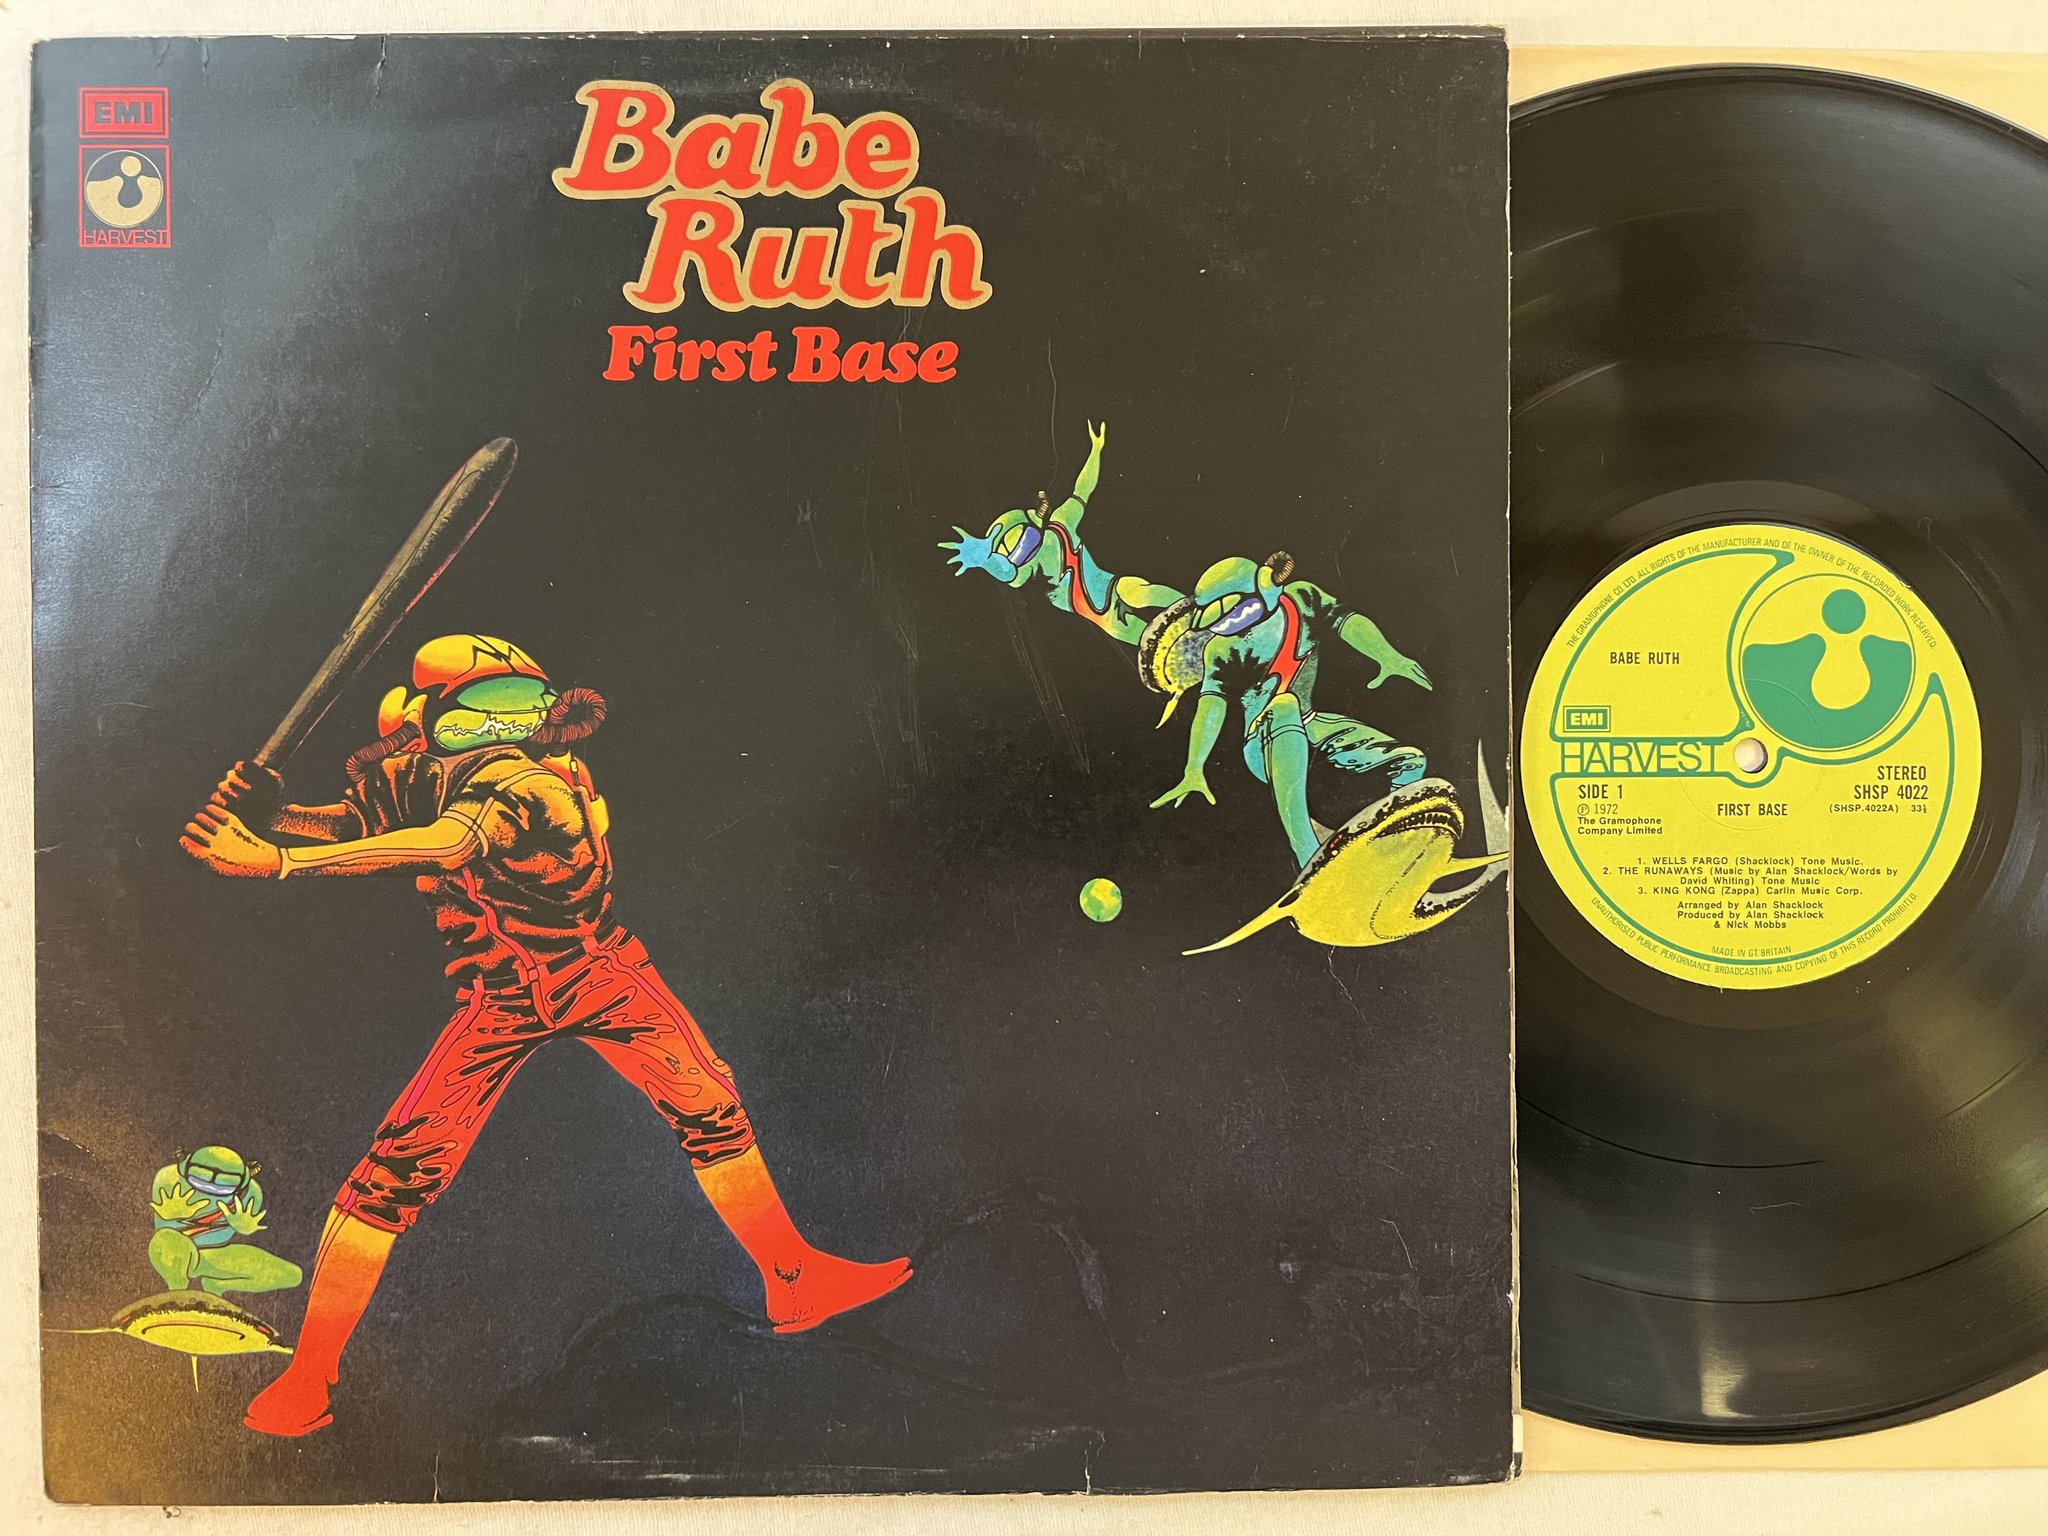 EMI
HARVEST
Babe
Ruth
First Base
THE GRAMOPHONE CO. LTD. ALL RIGHTS OF THE MANUFACTURER AND OF THE OWNER OF THE RECORDED WORK RESERVED.
BABE RUTH
EMI
HARVEST
STEREO
SIDE 1
SHSP 4022
℗ 1972
FIRST BASE
(SHSP.4022A) 33⅓
The Gramophone
Company Limited
1. WELLS FARGO (Shacklock) Tone Music.
2. THE RUNAWAYS (Music by Alan Shacklock/Words by
David Whiting) Tone Music
3. KING KONG (Zappa) Carlin Music Corp.
Arranged by Alan Shacklock
Produced by Alan Shacklock
& Nick Mobbs
MADE IN GT BRITAIN
UNAUTHORISED PUBLIC PERFORMANCE BROADCASTING AND COPYING OF THIS RECORD PROHIBITED.